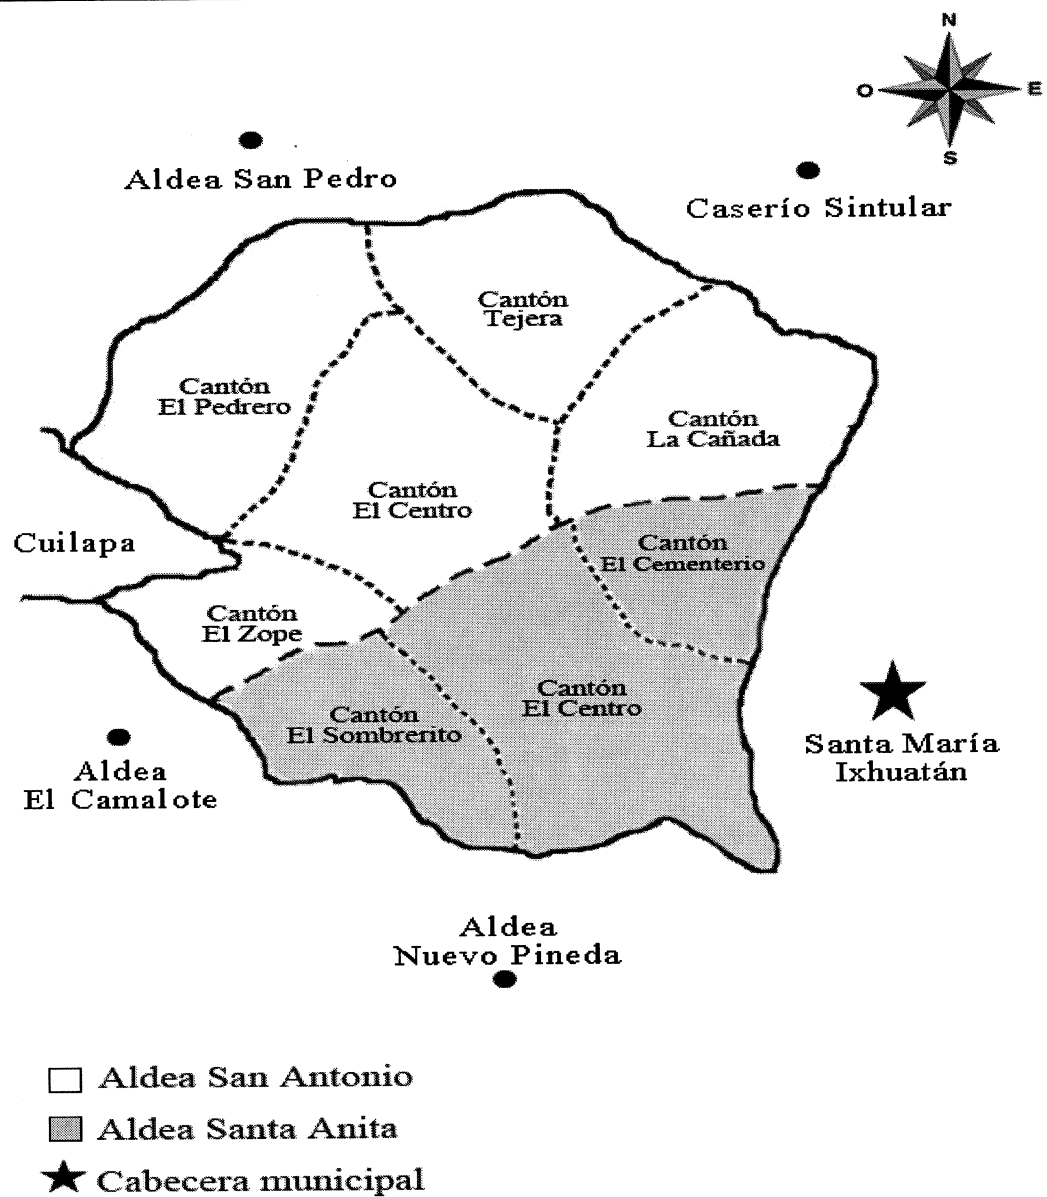 N
O
E
S
Aldea San Pedro
Caserío Sintular
Cantón
Tejera
Cantón
El Pedrero
Cantón
La Cañada
Cantón
El Centro
Cuilapa
Cantón
El Cementerio
Cantón
El Zope
Cantón
El Centro
Cantón
El Sombrerito
Santa María
Ixhuatán
Aldea
El Camalote
Aldea
Nuevo Pineda
Aldea San Antonio
Aldea Santa Anita
Cabecera municipal